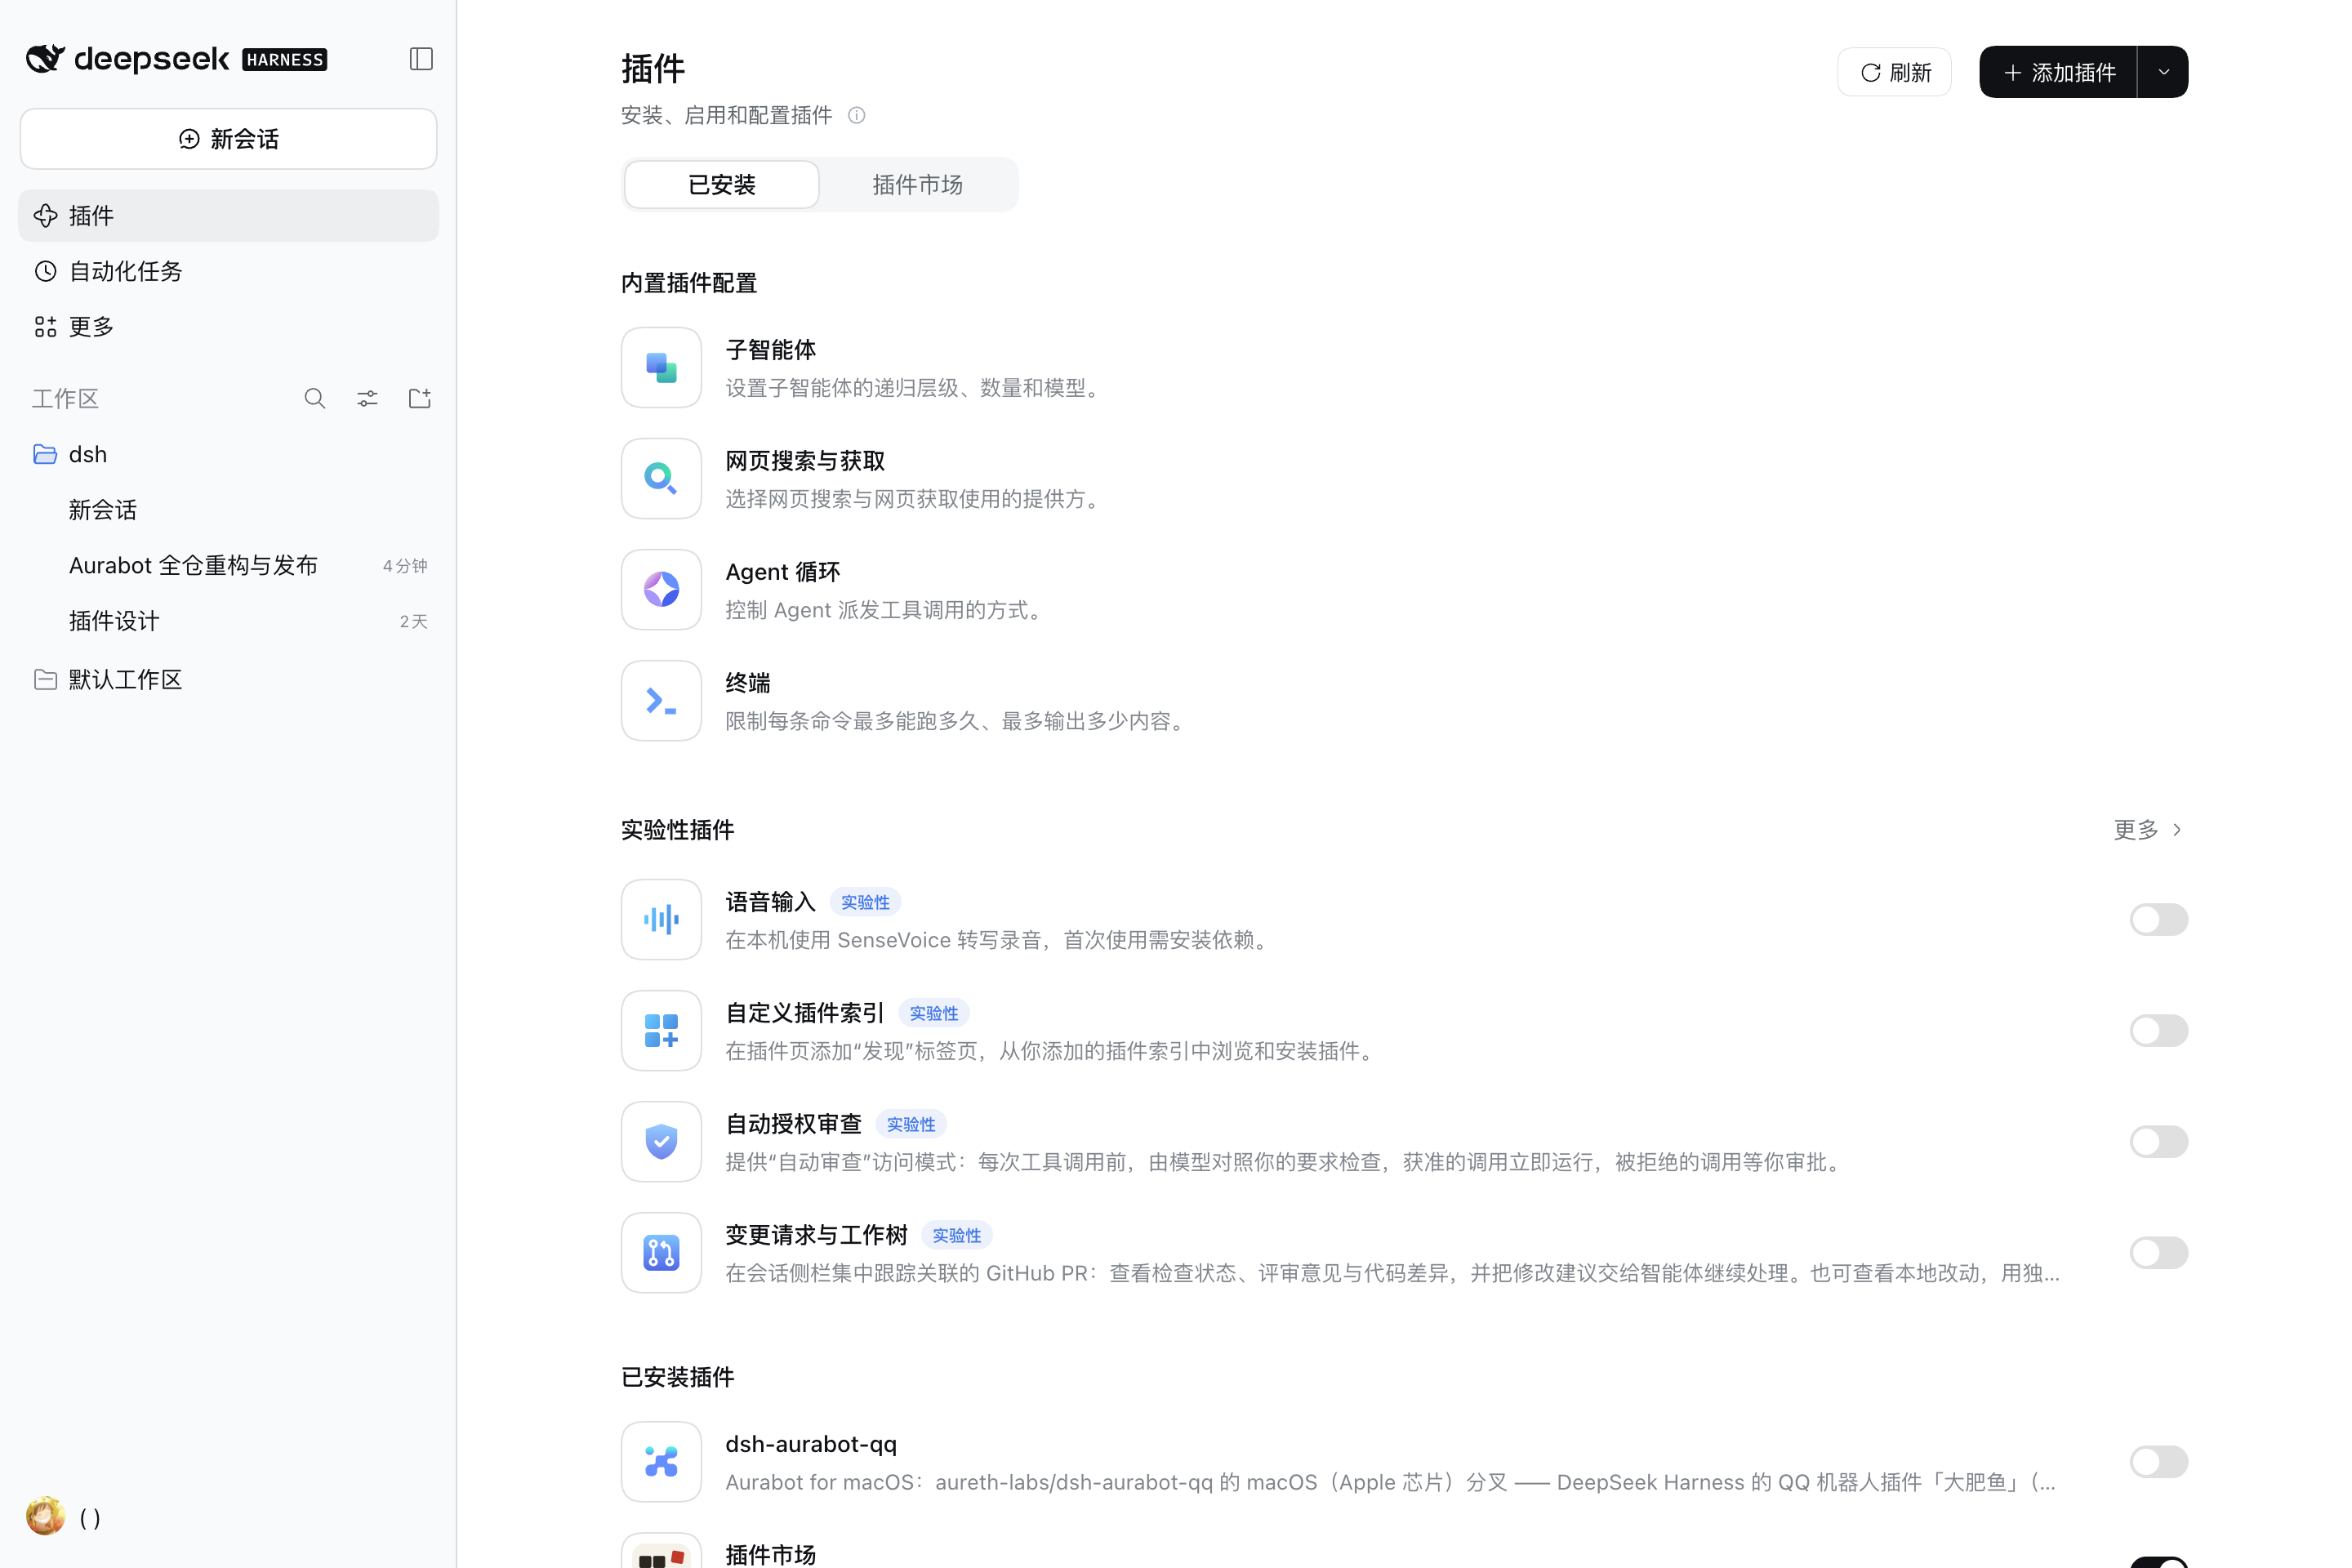 deepseek HARNESS
新会话
插件
自动化任务
更多
工作区
dsh
新会话
Aurabot 全仓重构与发布 4分钟
插件设计 2天
默认工作区
( )
插件
刷新
添加插件
安装、启用和配置插件
已安装 插件市场
内置插件配置
子智能体
设置子智能体的递归层级、数量和模型。
网页搜索与获取
选择网页搜索与网页获取使用的提供方。
Agent 循环
控制 Agent 派发工具调用的方式。
终端
限制每条命令最多能跑多久、最多输出多少内容。
实验性插件 更多
语音输入 实验性
在本机使用 SenseVoice 转写录音，首次使用需安装依赖。
自定义插件索引 实验性
在插件页添加“发现”标签页，从你添加的插件索引中浏览和安装插件。
自动授权审查 实验性
提供“自动审查”访问模式：每次工具调用前，由模型对照你的要求检查，获准的调用立即运行，被拒绝的调用等你审批。
变更请求与工作树 实验性
在会话侧栏集中跟踪关联的 GitHub PR：查看检查状态、评审意见与代码差异，并把修改建议交给智能体继续处理。也可查看本地改动，用独...
已安装插件
dsh-aurabot-qq
Aurabot for macOS：aureth-labs/dsh-aurabot-qq 的 macOS（Apple 芯片）分叉 —— DeepSeek Harness 的 QQ 机器人插件「大肥鱼」（...
插件市场